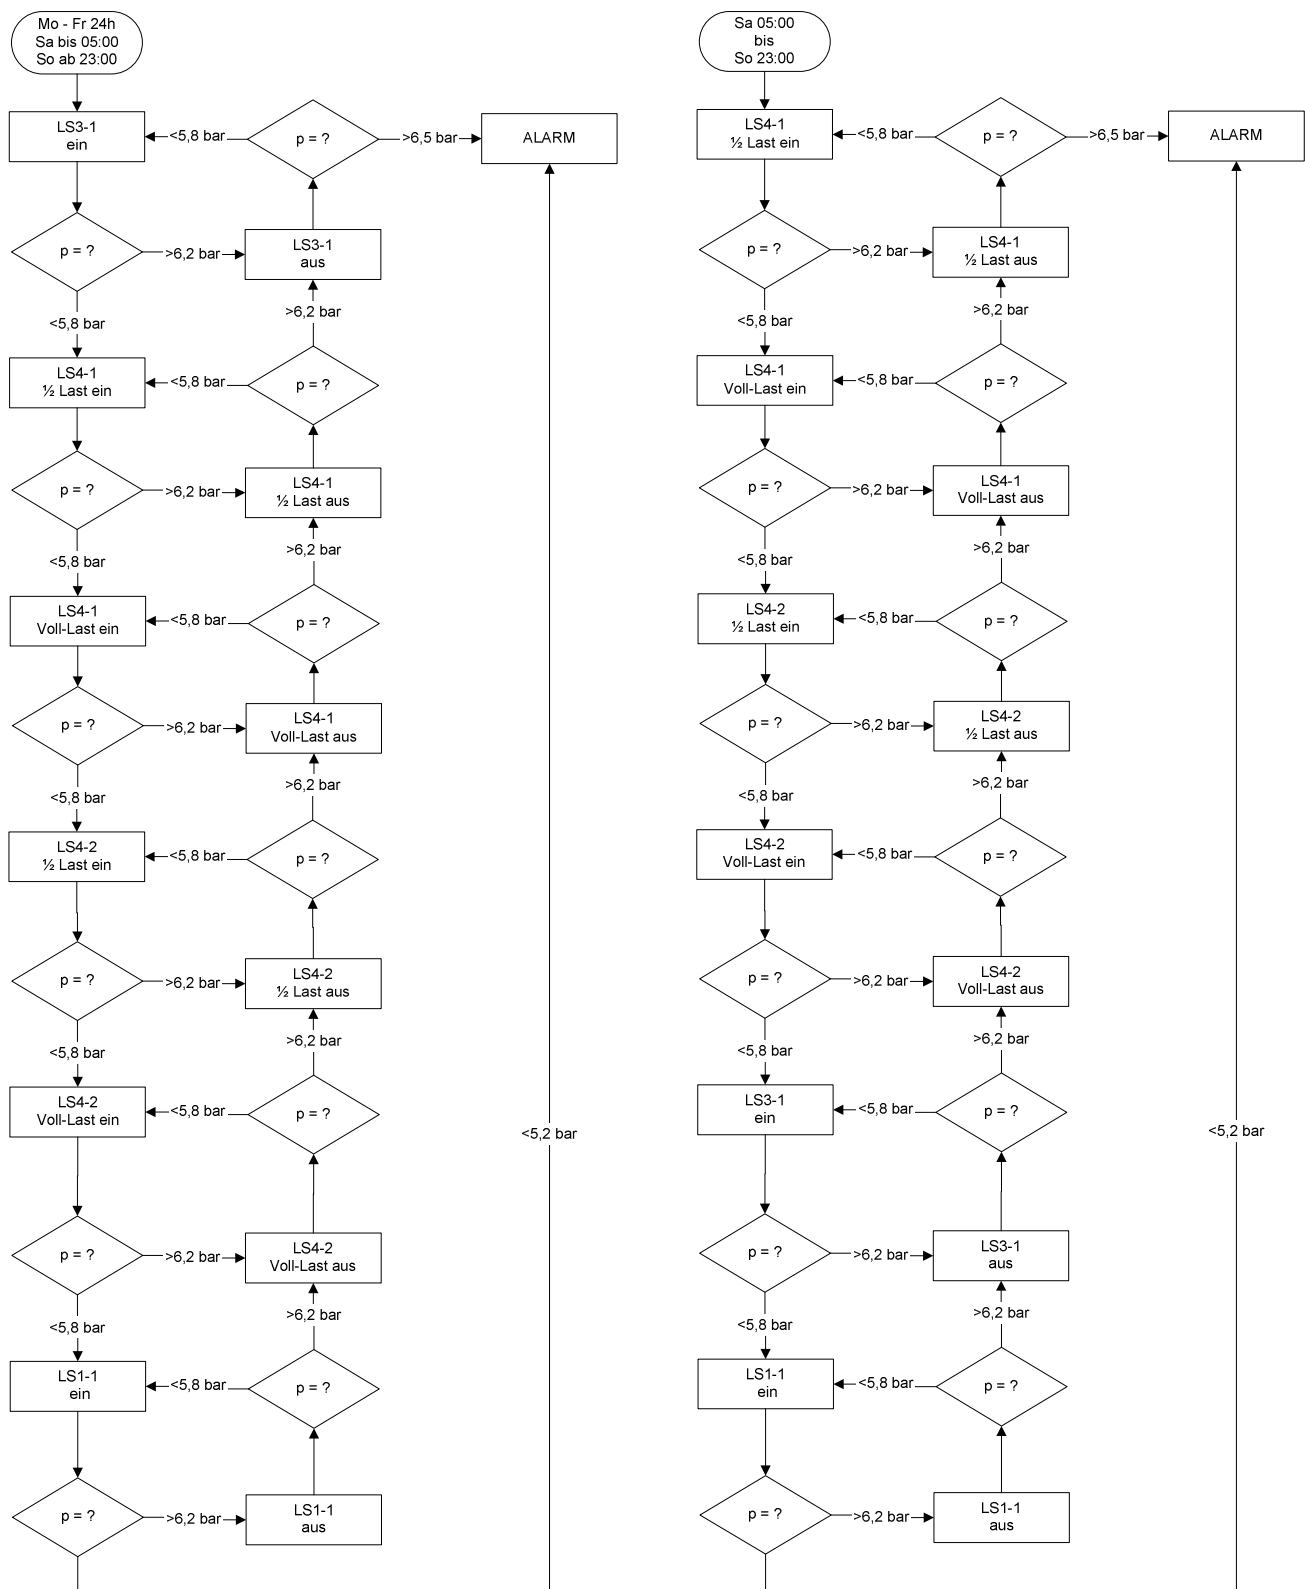 Mo - Fr 24h
Sa bis 05:00
So ab 23:00
LS3-1
ein
<5,8 bar
p = ?
>6,5 bar
ALARM
p = ?
>6,2 bar
LS3-1
aus
<5,8 bar
>6,2 bar
LS4-1
½ Last ein
<5,8 bar
p = ?
p = ?
>6,2 bar
LS4-1
½ Last aus
<5,8 bar
>6,2 bar
LS4-1
Voll-Last ein
<5,8 bar
p = ?
p = ?
>6,2 bar
LS4-1
Voll-Last aus
<5,8 bar
>6,2 bar
LS4-2
½ Last ein
<5,8 bar
p = ?
p = ?
>6,2 bar
LS4-2
½ Last aus
<5,8 bar
>6,2 bar
LS4-2
Voll-Last ein
<5,8 bar
p = ?
<5,2 bar
p = ?
>6,2 bar
LS4-2
Voll-Last aus
<5,8 bar
>6,2 bar
LS1-1
ein
<5,8 bar
p = ?
p = ?
>6,2 bar
LS1-1
aus
Sa 05:00
bis
So 23:00
LS4-1
½ Last ein
<5,8 bar
p = ?
>6,5 bar
ALARM
p = ?
>6,2 bar
LS4-1
½ Last aus
<5,8 bar
>6,2 bar
LS4-1
Voll-Last ein
<5,8 bar
p = ?
p = ?
>6,2 bar
LS4-1
Voll-Last aus
<5,8 bar
>6,2 bar
LS4-2
½ Last ein
<5,8 bar
p = ?
p = ?
>6,2 bar
LS4-2
½ Last aus
<5,8 bar
>6,2 bar
LS4-2
Voll-Last ein
<5,8 bar
p = ?
p = ?
>6,2 bar
LS4-2
Voll-Last aus
<5,8 bar
>6,2 bar
LS3-1
ein
<5,8 bar
p = ?
<5,2 bar
p = ?
>6,2 bar
LS3-1
aus
<5,8 bar
>6,2 bar
LS1-1
ein
<5,8 bar
p = ?
p = ?
>6,2 bar
LS1-1
aus